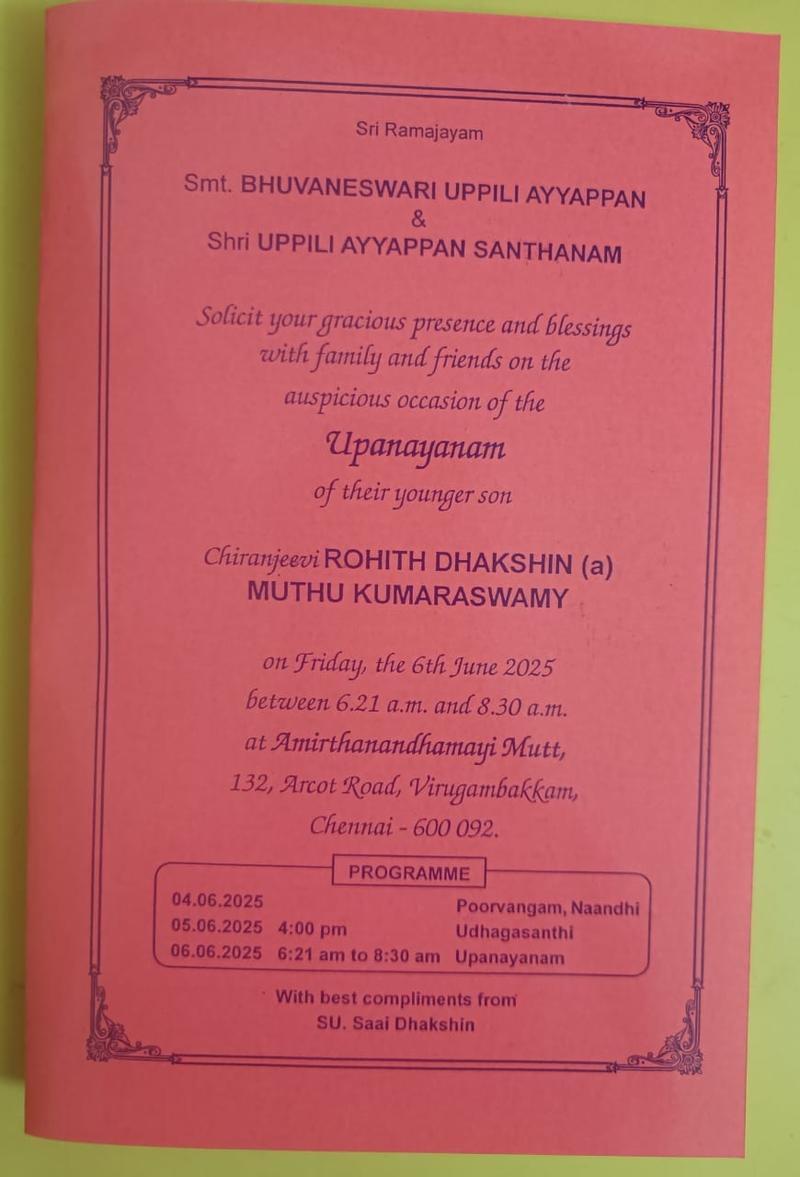 Sri Ramajayam
Smt. BHUVANESWARI UPPILI AYYAPPAN
&
Shri UPPILI AYYAPPAN SANTHANAM
Solicit your gracious presence and blessings
with family and friends on the
auspicious occasion of the
Upanayanam
of their younger son
Chiranjeevi ROHITH DHAKSHIN (a)
MUTHU KUMARASWAMY
on Friday, the 6th June 2025
between 6.21 a.m. and 8.30 a.m.
at Amirthanandhamayi Mutt,
132, Arcot Road, Virugambakkam,
Chennai - 600 092.
PROGRAMME
04.06.2025 Poorvangam, Naandhi
05.06.2025 4:00 pm Udhagasanthi
06.06.2025 6:21 am to 8:30 am Upanayanam
With best compliments from
SU. Saai Dhakshin